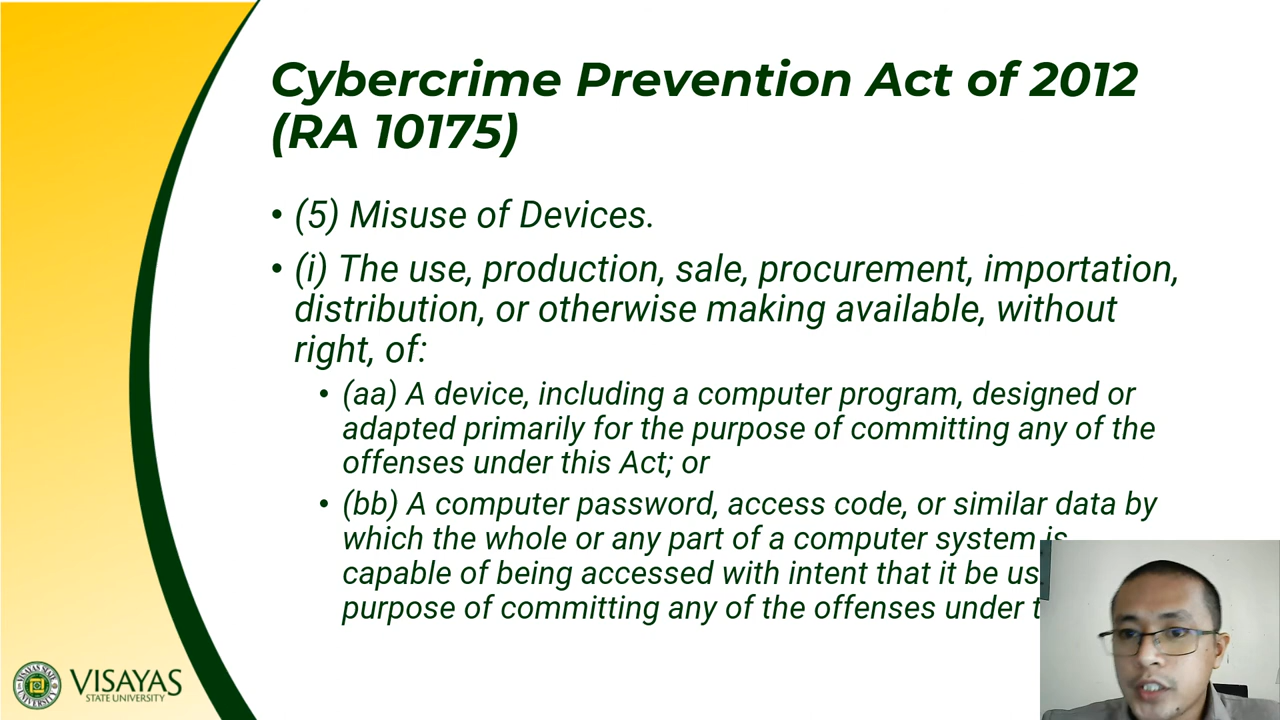 Cybercrime Prevention Act of 2012
(RA 10175)
• (5) Misuse of Devices.
• (i) The use, production, sale, procurement, importation,
distribution, or otherwise making available, without
right, of:
• (aa) A device, including a computer program, designed or
adapted primarily for the purpose of committing any of the
offenses under this Act; or
• (bb) A computer password, access code, or similar data by
which the whole or any part of a computer system is
capable of being accessed with intent that it be
purpose of committing any of the offenses under
VISAYAS
STATE UNIVERSITY